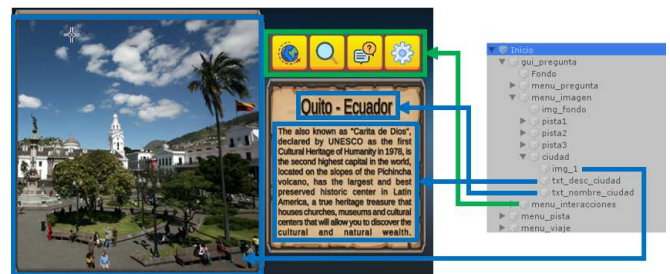 Quito - Ecuador
The also known as "Carita de Dios",
declared by UNESCO as the first
Cultural Heritage of Humanity in 1978, is
the second highest capital in the world,
located on the slopes of the Pichincha
volcano, has the largest and best
preserved historic center in Latin
America, a true heritage treasure that
houses churches, museums and cultural
centers that will allow you to discover the
cultural and natural wealth.
Inicio
gui_pregunta
Fondo
menu_pregunta
menu_imagen
img_fondo
pista1
pista2
pista3
ciudad
img_1
txt_desc_ciudad
txt_nombre_ciudad
menu_interacciones
menu_pista
menu_viaje